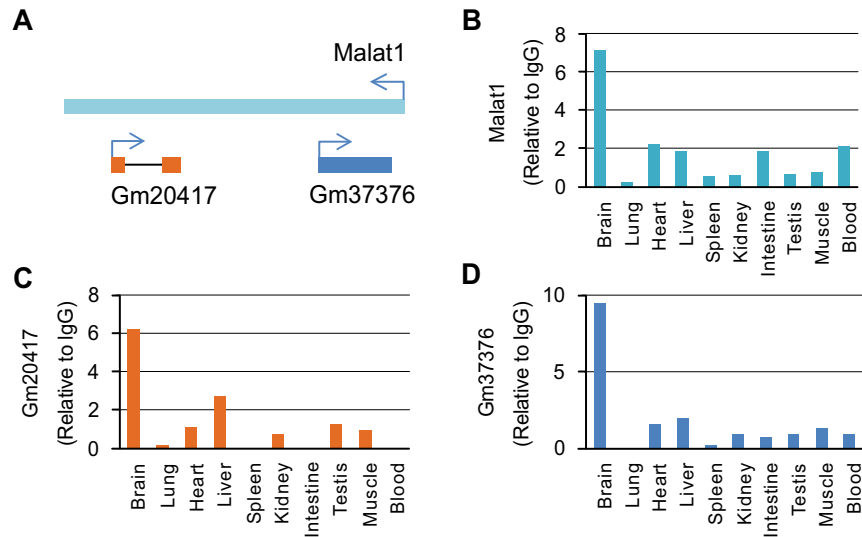 A
Malat1
Gm20417
Gm37376
B
Malat1
(Relative to IgG)
8
6
4
2
0
Brain
Lung
Heart
Liver
Spleen
Kidney
Intestine
Testis
Muscle
Blood
C
Gm20417
(Relative to IgG)
8
6
4
2
0
Brain
Lung
Heart
Liver
Spleen
Kidney
Intestine
Testis
Muscle
Blood
D
Gm37376
(Relative to IgG)
10
5
0
Brain
Lung
Heart
Liver
Spleen
Kidney
Intestine
Testis
Muscle
Blood